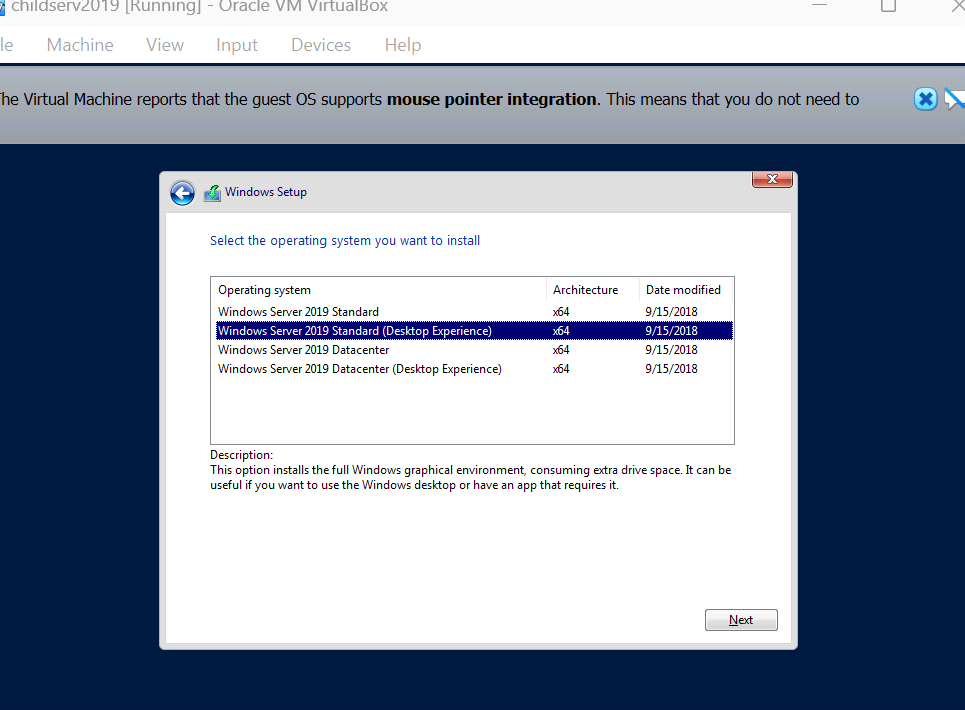 childserv2019 [Running] - Oracle VM VirtualBox
Machine View Input Devices Help
The Virtual Machine reports that the guest OS supports mouse pointer integration. This means that you do not need to
Windows Setup
Select the operating system you want to install
Operating system Architecture Date modified
Windows Server 2019 Standard x64 9/15/2018
Windows Server 2019 Standard (Desktop Experience) x64 9/15/2018
Windows Server 2019 Datacenter x64 9/15/2018
Windows Server 2019 Datacenter (Desktop Experience) x64 9/15/2018
Description:
This option installs the full Windows graphical environment, consuming extra drive space. It can be
useful if you want to use the Windows desktop or have an app that requires it.
Next